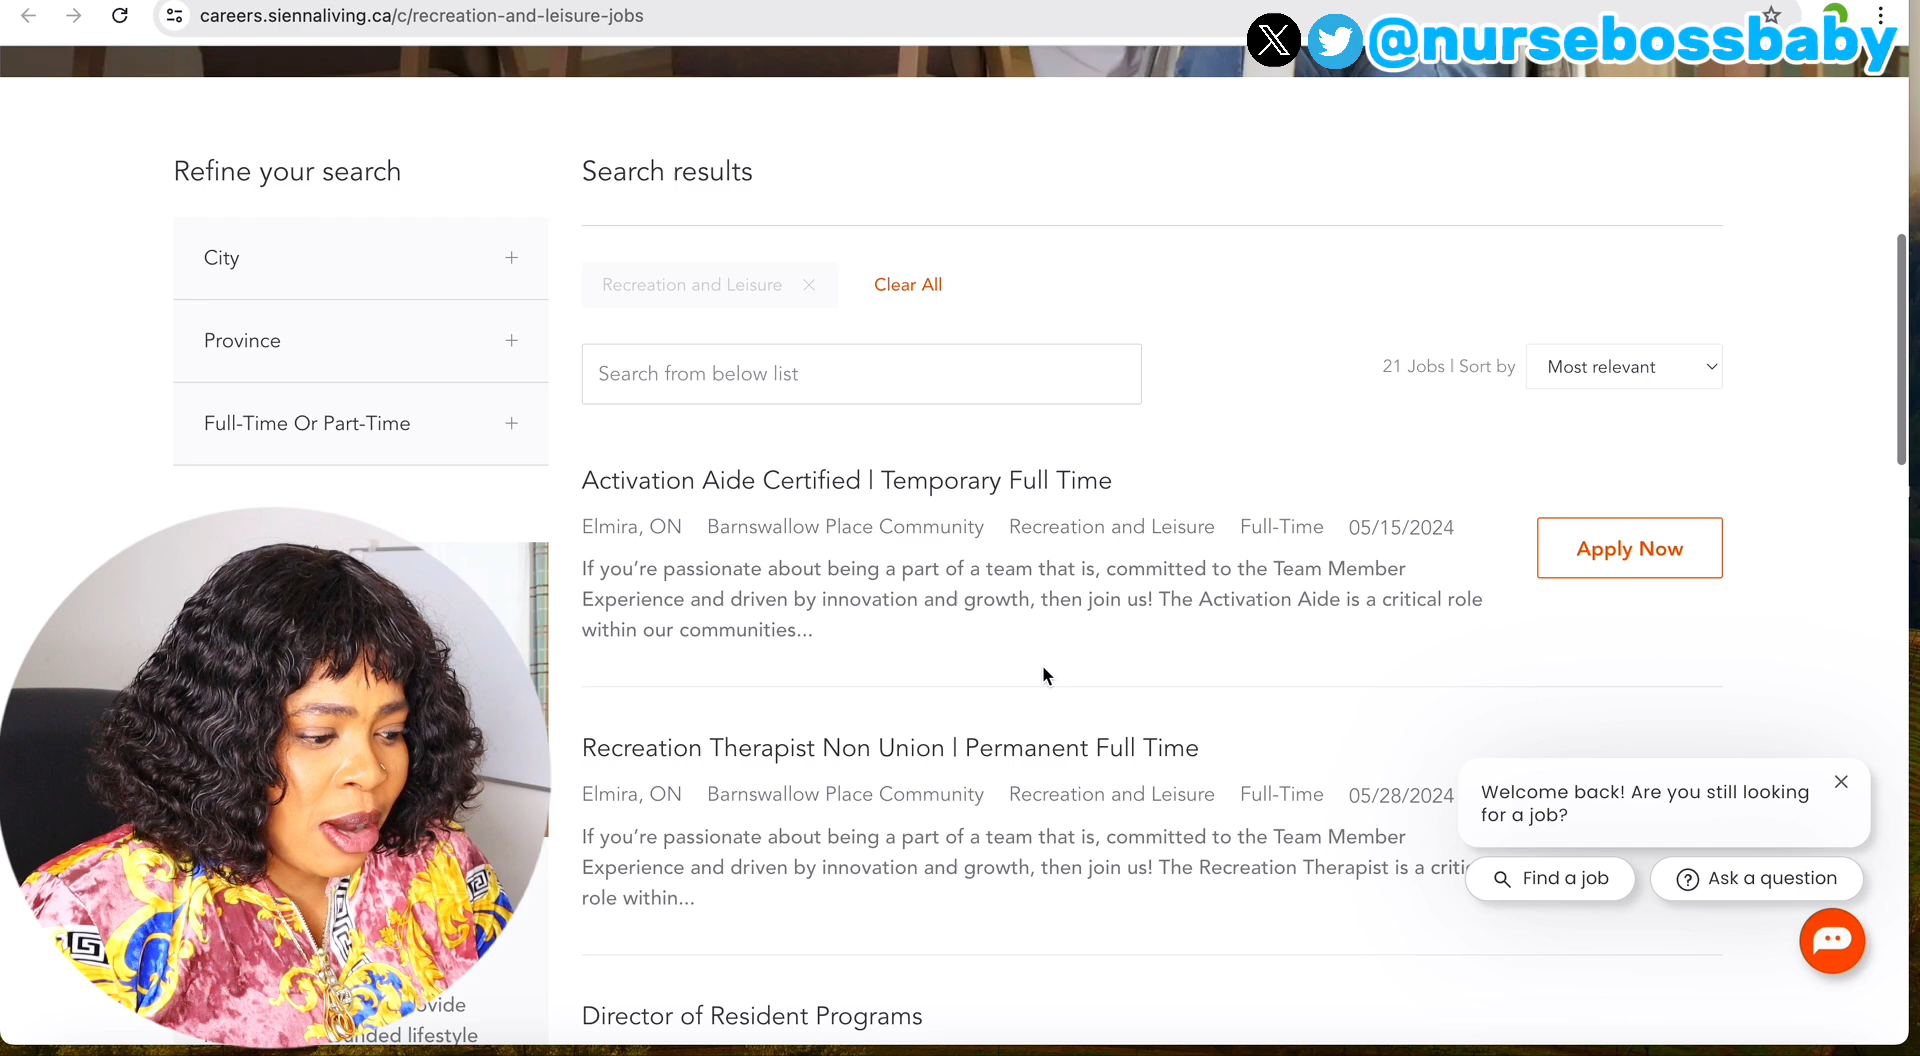 careers.siennaliving.ca/c/recreation-and-leisure-jobs
@nursebossbaby
Refine your search
City
Province
Full-Time Or Part-Time
Search results
Recreation and Leisure
Clear All
Search from below list
21 Jobs | Sort by Most relevant
Activation Aide Certified | Temporary Full Time
Elmira, ON Barnswallow Place Community Recreation and Leisure Full-Time 05/15/2024
If you’re passionate about being a part of a team that is, committed to the Team Member
Experience and driven by innovation and growth, then join us! The Activation Aide is a critical role
within our communities...
Apply Now
Recreation Therapist Non Union | Permanent Full Time
Elmira, ON Barnswallow Place Community Recreation and Leisure Full-Time 05/28/2024
If you’re passionate about being a part of a team that is, committed to the Team Member
Experience and driven by innovation and growth, then join us! The Recreation Therapist is a
role within...
Director of Resident Programs
Welcome back! Are you still looking
for a job?
Find a job
Ask a question
lifestyle